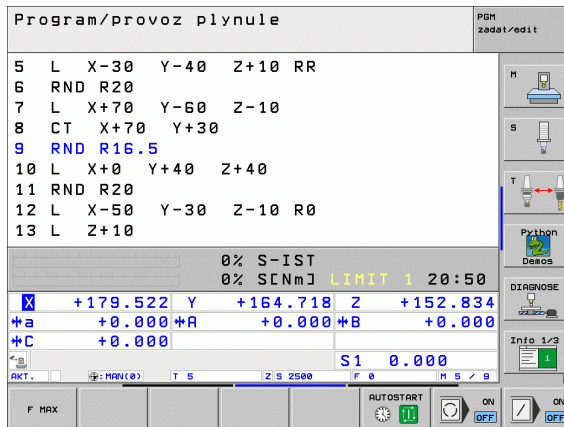 Program/provoz plynule
PGM
zadat/edit
5 L X-30 Y-40 Z+10 RR
6 RND R20
7 L X+70 Y-60 Z-10
8 CT X+70 Y+30
9 RND R16.5
10 L X+0 Y+40 Z+40
11 RND R20
12 L X-50 Y-30 Z-10 R0
13 L Z+10
M
S
T
Python
Demos
DIAGNOSE
Info 1/3
i
0% S-IST
0% S[Nm] LIMIT 1 20:50
X +179.522 Y +164.718 Z +152.834
a +0.000 A +0.000 B +0.000
C +0.000
S1 0.000
AKT. : MAN(0) T 5 Z S 2500 F 0 M 5 / 9
F MAX
AUTOSTART
ON
OFF
ON
OFF